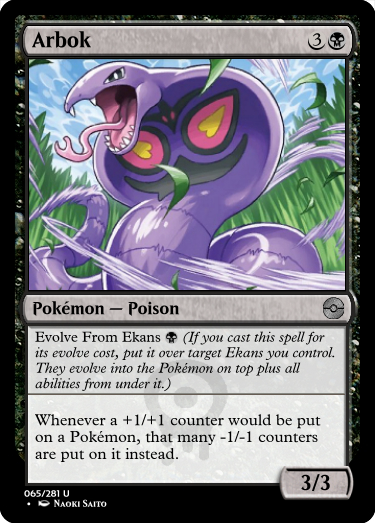 Arbok 3
Pokémon — Poison
Evolve From Ekans (If you cast this spell for
its evolve cost, put it over target Ekans you control.
They evolve into the Pokémon on top plus all
abilities from under it.)
Whenever a +1/+1 counter would be put
on a Pokémon, that many -1/-1 counters
are put on it instead.
3/3
065/281 U
• Naoki Saito